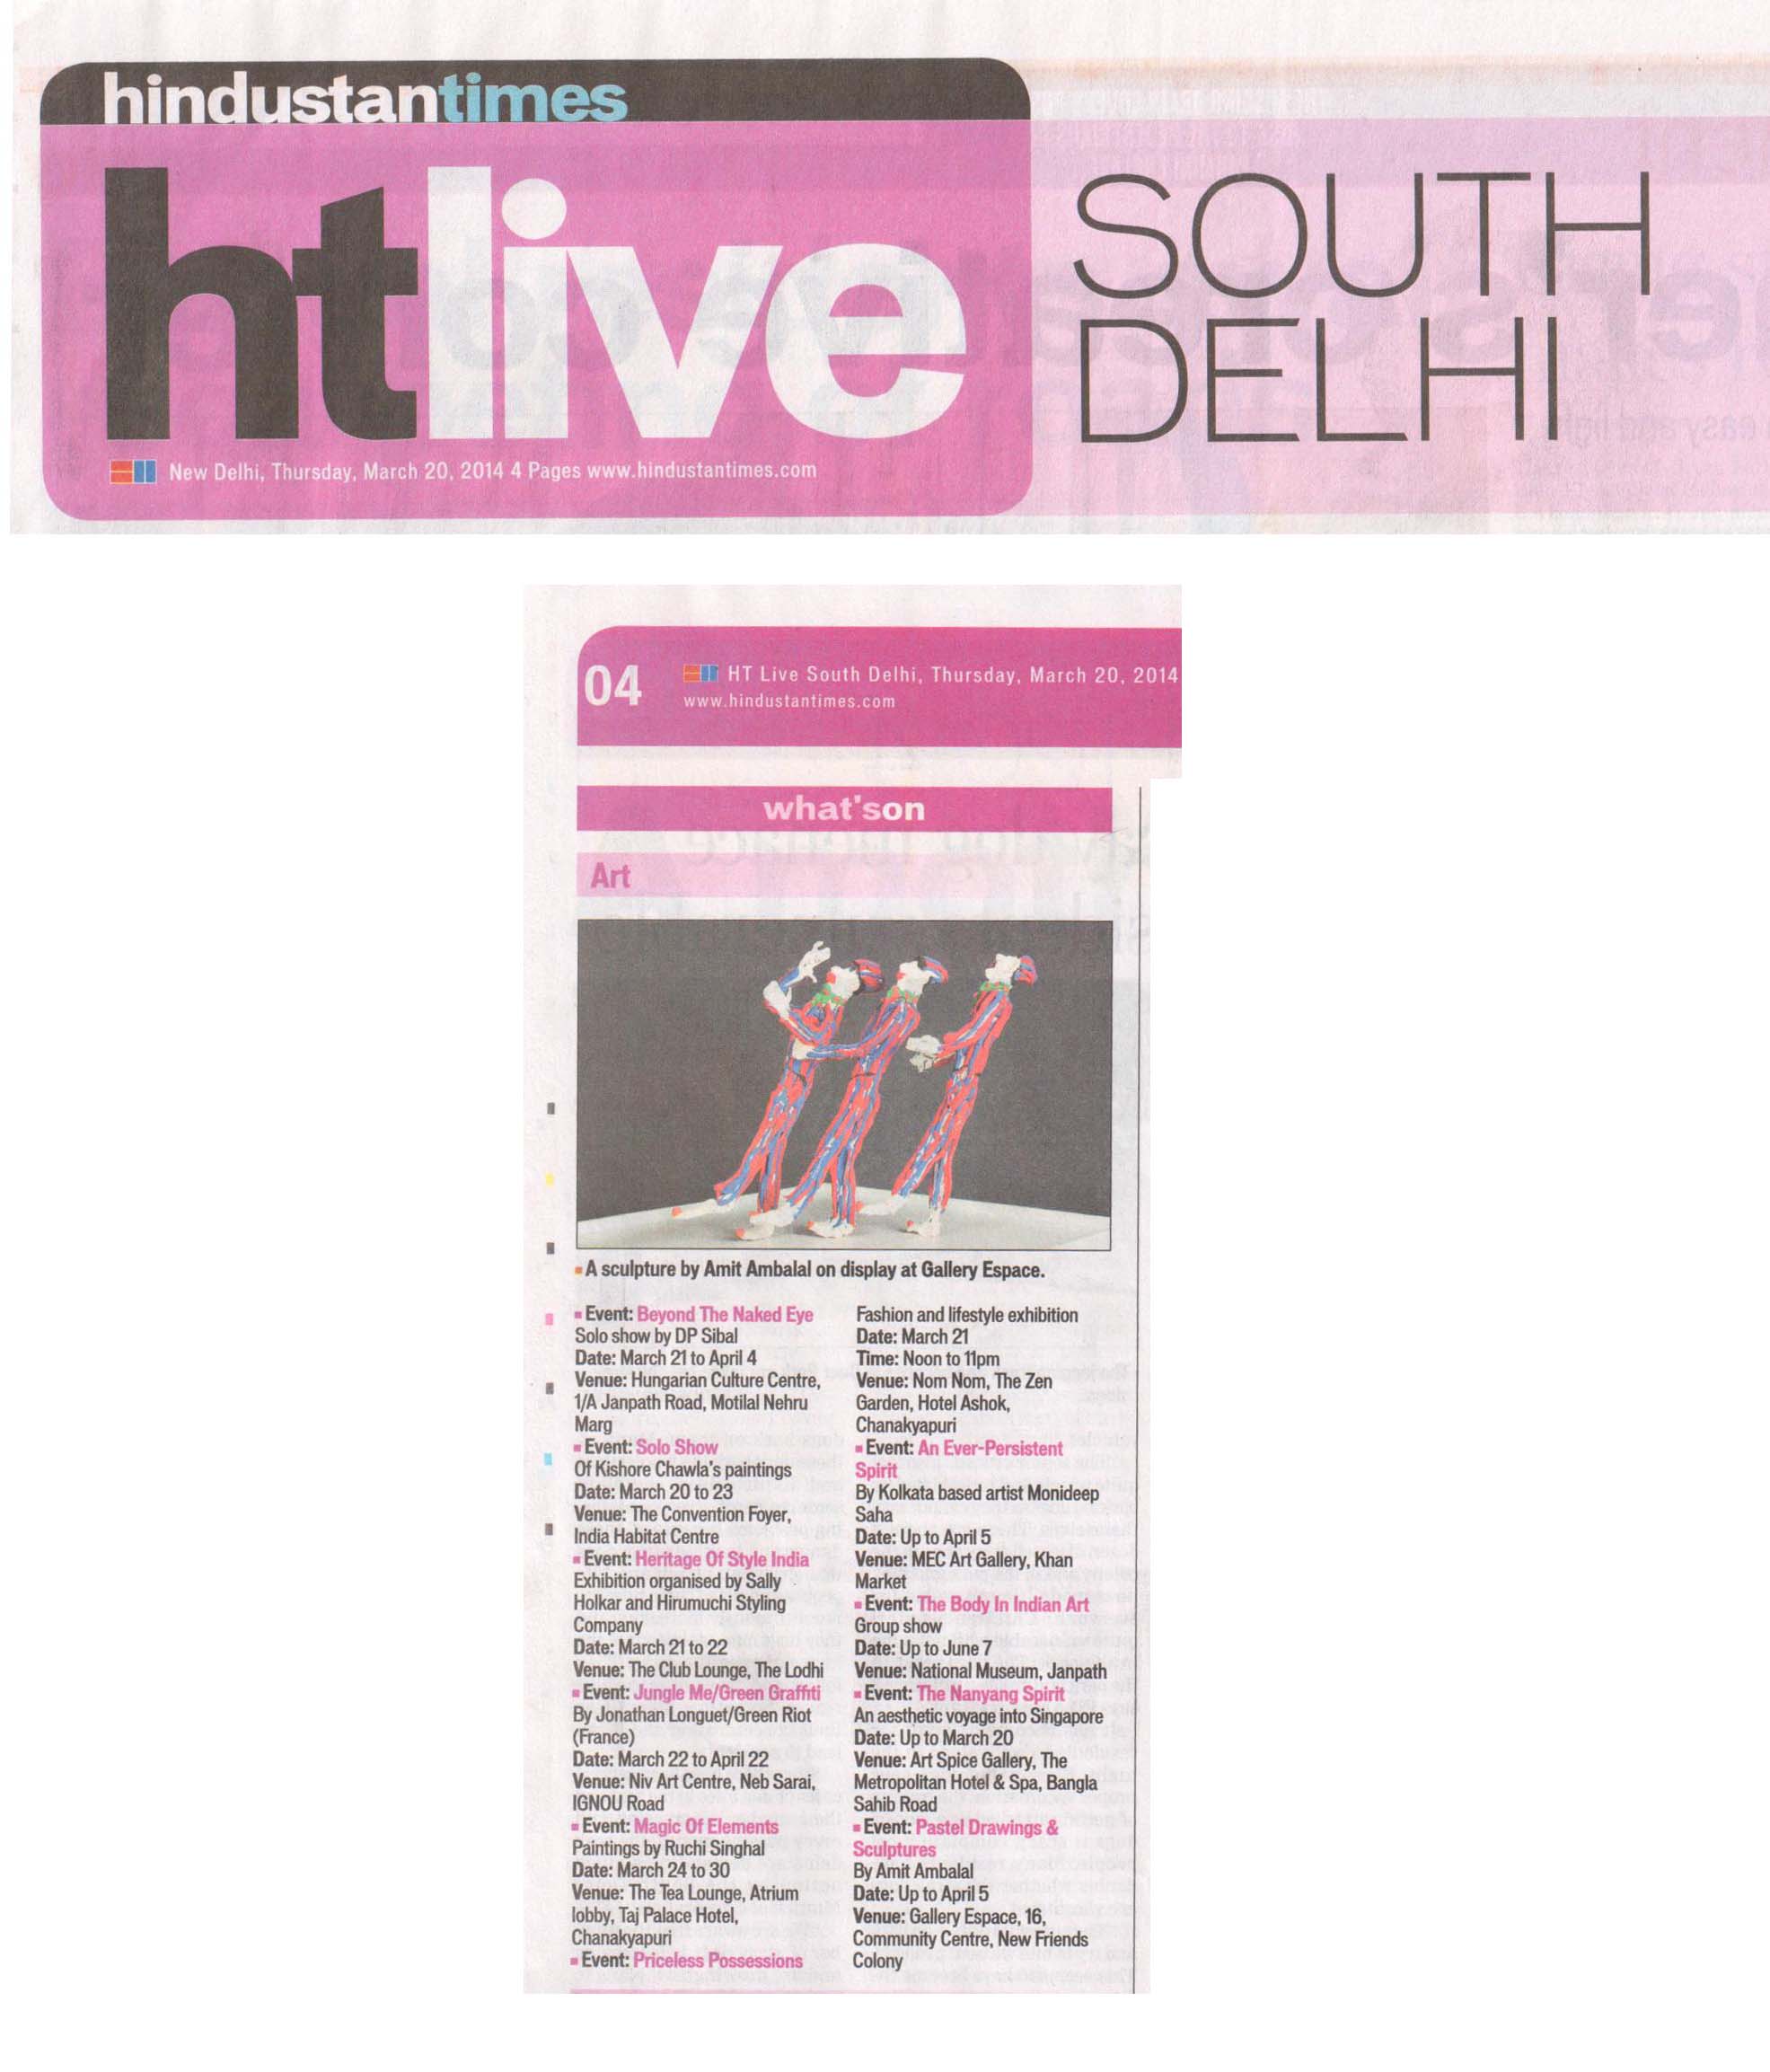 hindustantimes
htlive
SOUTH
DELHI
New Delhi, Thursday, March 20, 2014 4 Pages www.hindustantimes.com
04
HT Live South Delhi, Thursday, March 20, 2014
www.hindustantimes.com
what'son
Art
A sculpture by Amit Ambalal on display at Gallery Espace.
Event: Beyond The Naked Eye
Solo show by DP Sibal
Date: March 21 to April 4
Venue: Hungarian Culture Centre,
1/A Janpath Road, Motilal Nehru
Marg
Event: Solo Show
Of Kishore Chawla's paintings
Date: March 20 to 23
Venue: The Convention Foyer,
India Habitat Centre
Event: Heritage Of Style India
Exhibition organised by Sally
Holkar and Hirumuchi Styling
Company
Date: March 21 to 22
Venue: The Club Lounge, The Lodhi
Event: Jungle Me/Green Graffiti
By Jonathan Longuet/Green Riot
(France)
Date: March 22 to April 22
Venue: Niv Art Centre, Neb Sarai,
IGNOU Road
Event: Magic Of Elements
Paintings by Ruchi Singhal
Date: March 24 to 30
Venue: The Tea Lounge, Atrium
lobby, Taj Palace Hotel,
Chanakyapuri
Event: Priceless Possessions
Fashion and lifestyle exhibition
Date: March 21
Time: Noon to 11pm
Venue: Nom Nom, The Zen
Garden, Hotel Ashok,
Chanakyapuri
Event: An Ever-Persistent
Spirit
By Kolkata based artist Monideep
Saha
Date: Up to April 5
Venue: MEC Art Gallery, Khan
Market
Event: The Body In Indian Art
Group show
Date: Up to June 7
Venue: National Museum, Janpath
Event: The Nanyang Spirit
An aesthetic voyage into Singapore
Date: Up to March 20
Venue: Art Spice Gallery, The
Metropolitan Hotel & Spa, Bangla
Sahib Road
Event: Pastel Drawings &
Sculptures
By Amit Ambalal
Date: Up to April 5
Venue: Gallery Espace, 16,
Community Centre, New Friends
Colony